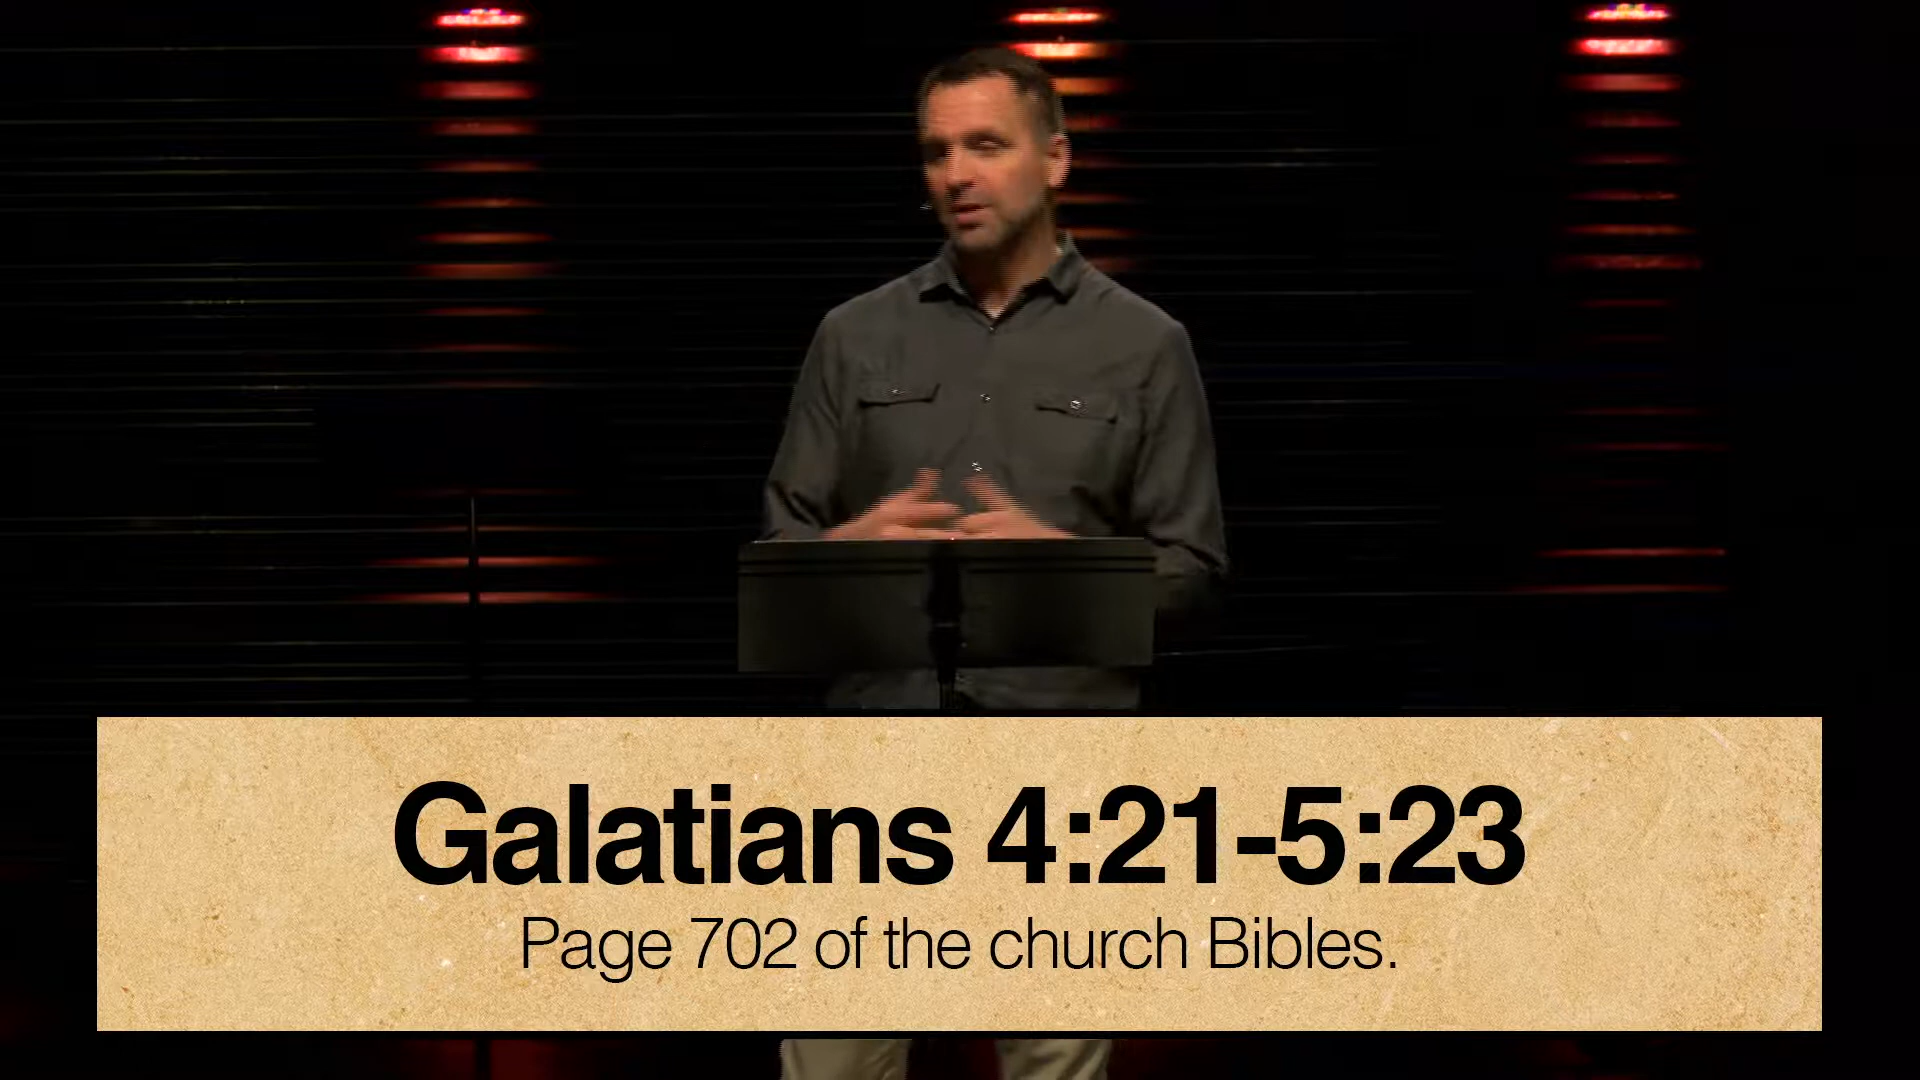 Galatians 4:21-5:23
Page 702 of the church Bibles.